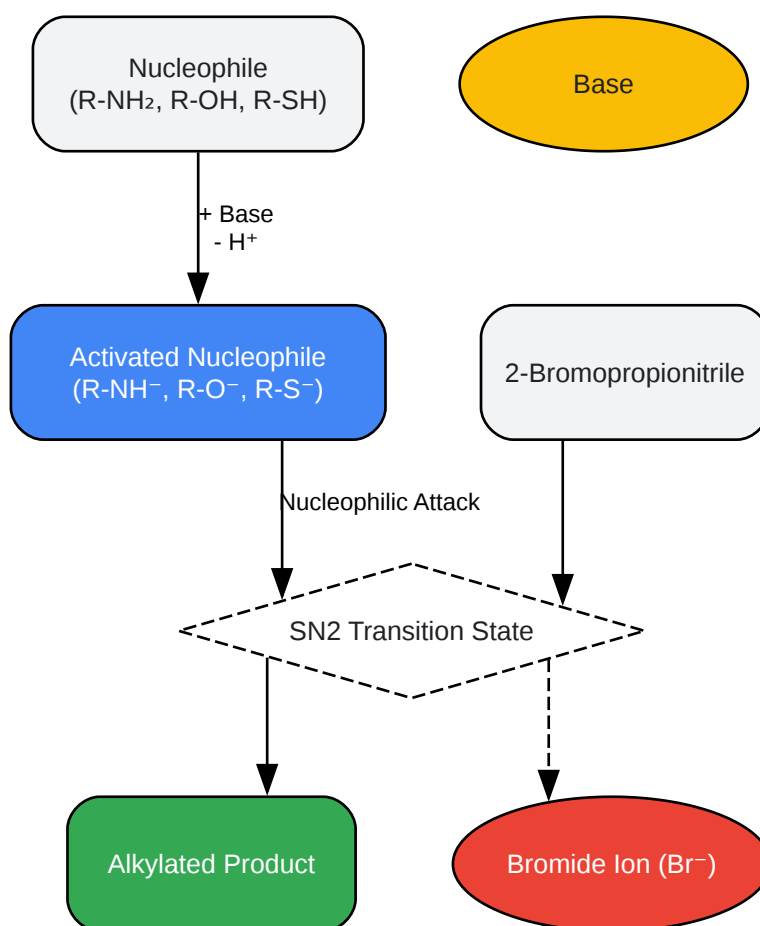 Nucleophile
(R-NH₂, R-OH, R-SH)
Base
+ Base
- H⁺
Activated Nucleophile
(R-NH⁻, R-O⁻, R-S⁻)
2-Bromopropionitrile
Nucleophilic Attack
SN2 Transition State
Alkylated Product
Bromide Ion (Br⁻)